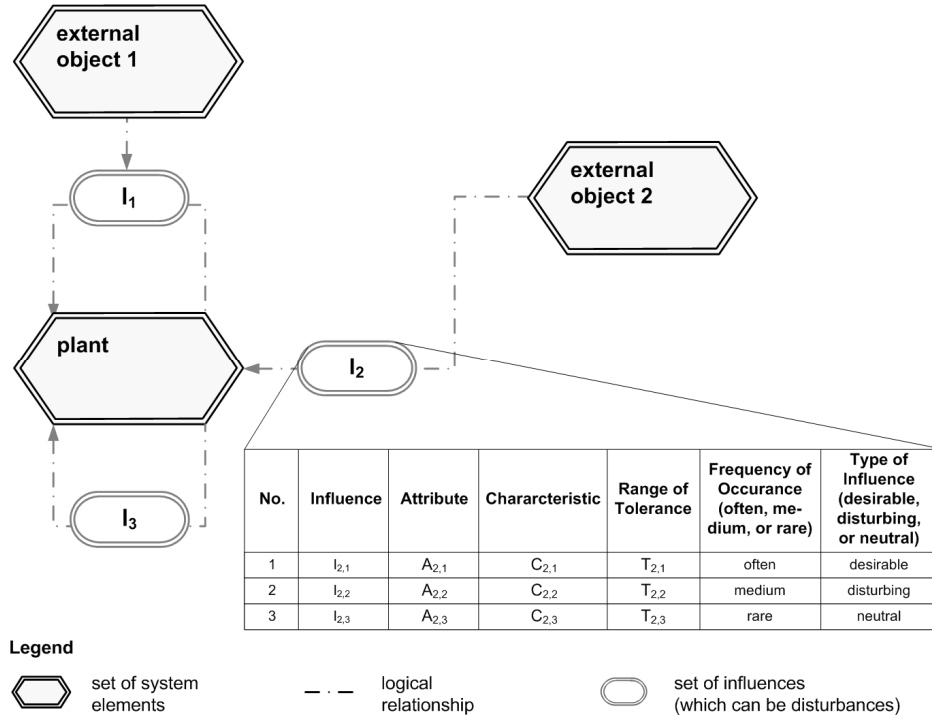 external
object 1
I1
external
object 2
plant
I2
I3
No. Influence Attribute Chararcteristic Range of Tolerance Frequency of Occurance (often, me-dium, or rare) Type of Influence (desirable, disturbing, or neutral)
1 I2,1 A2,1 C2,1 T2,1 often desirable
2 I2,2 A2,2 C2,2 T2,2 medium disturbing
3 I2,3 A2,3 C2,3 T2,3 rare neutral
Legend
set of system
elements
logical
relationship
set of influences
(which can be disturbances)